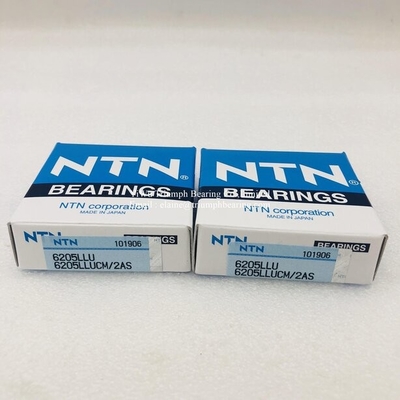 NTN®
BEARINGS
NTN corporation
MADE IN JAPAN
NTN 101906
NTN BEARINGS
6205LLU
6205LLUCM/2AS
NTN®
BEARINGS
NTN corporation
MADE IN JAPAN
NTN BEARINGS
NTN 101906
6205LLU
6205LLUCM/2AS